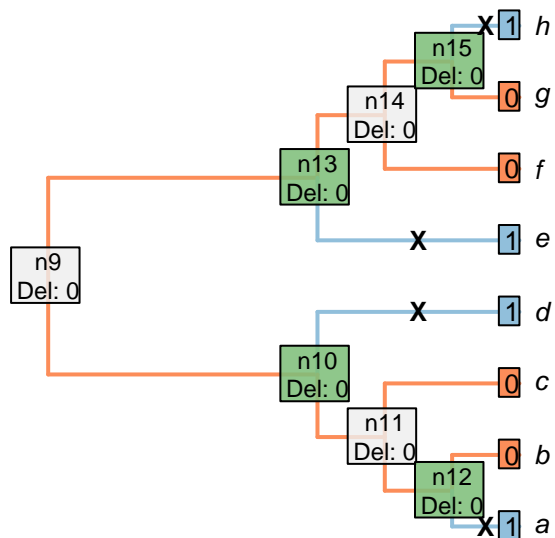 X 1 h
n15
Del: 0
0 g
n14
Del: 0
0 f
n13
Del: 0
X 1 e
n9
Del: 0
X 1 d
n10
Del: 0
0 c
n11
Del: 0
0 b
n12
Del: 0
X 1 a